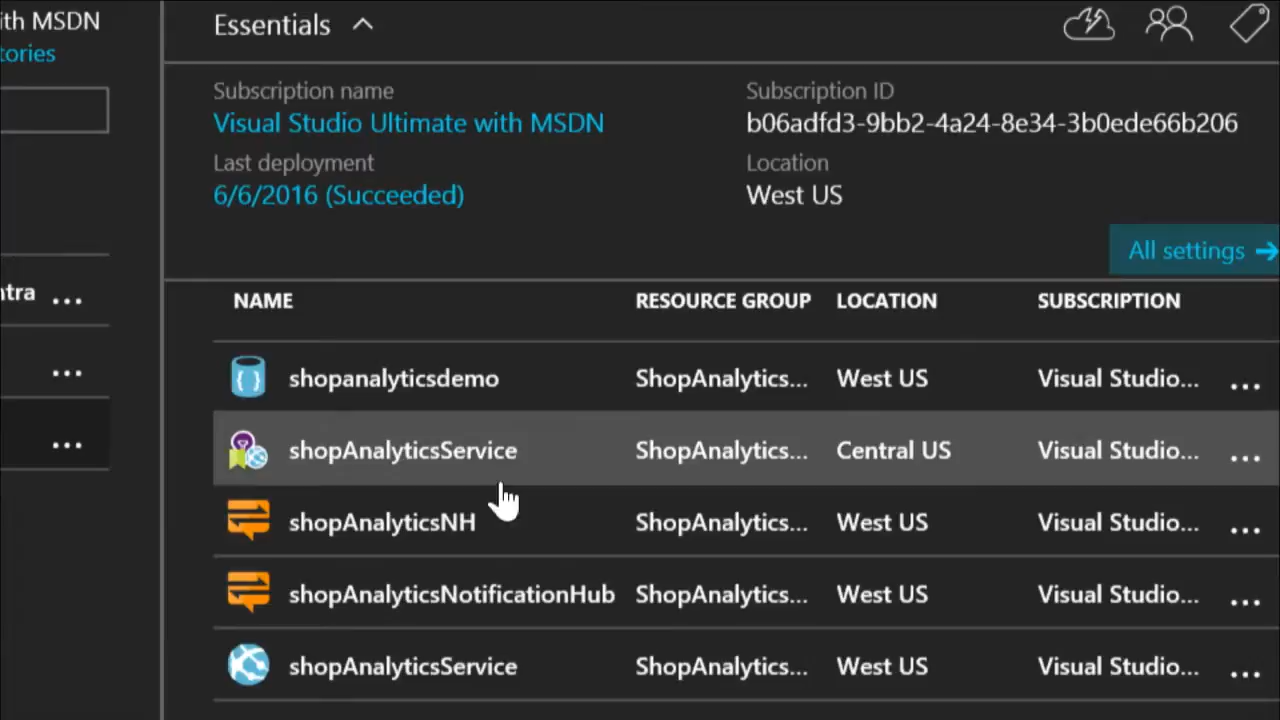 ith MSDN
tories
ntra ...
...
...
Essentials
Subscription name
Visual Studio Ultimate with MSDN
Subscription ID
b06adfd3-9bb2-4a24-8e34-3b0ede66b206
Last deployment
6/6/2016 (Succeeded)
Location
West US
All settings →
NAME RESOURCE GROUP LOCATION SUBSCRIPTION
shopanalyticsdemo ShopAnalytics... West US Visual Studio... ...
shopAnalyticsService ShopAnalytics... Central US Visual Studio... ...
shopAnalyticsNH ShopAnalytics... West US Visual Studio... ...
shopAnalyticsNotificationHub ShopAnalytics... West US Visual Studio... ...
shopAnalyticsService ShopAnalytics... West US Visual Studio... ...